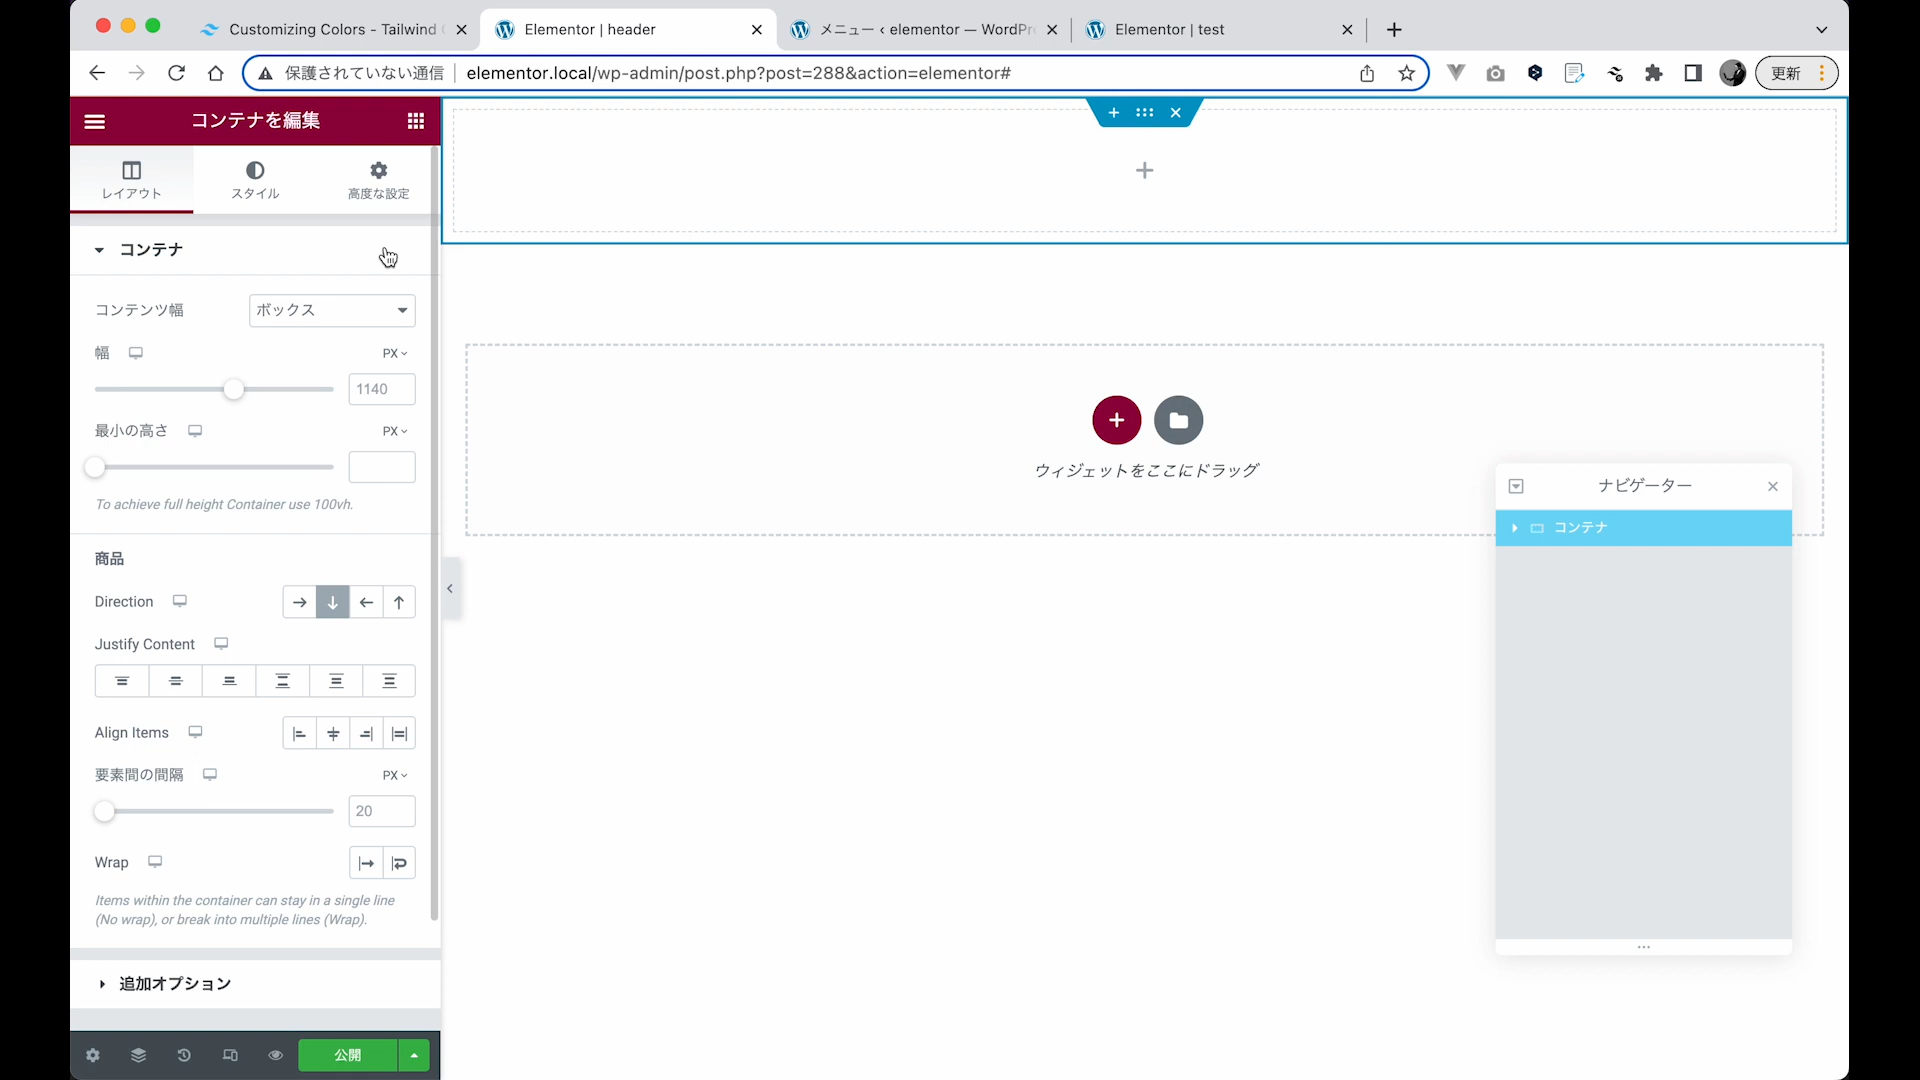 Customizing Colors - Tailwind
Elementor | header
メニュー ‹ elementor — WordPr
Elementor | test
保護されていない通信
elementor.local/wp-admin/post.php?post=288&action=elementor#
更新
コンテナを編集
レイアウト
スタイル
高度な設定
コンテナ
コンテンツ幅
ボックス
幅
PX
1140
最小の高さ
PX
To achieve full height Container use 100vh.
商品
Direction
Justify Content
Align Items
要素間の間隔
PX
20
Wrap
Items within the container can stay in a single line
(No wrap), or break into multiple lines (Wrap).
追加オプション
公開
ウィジェットをここにドラッグ
ナビゲーター
コンテナ